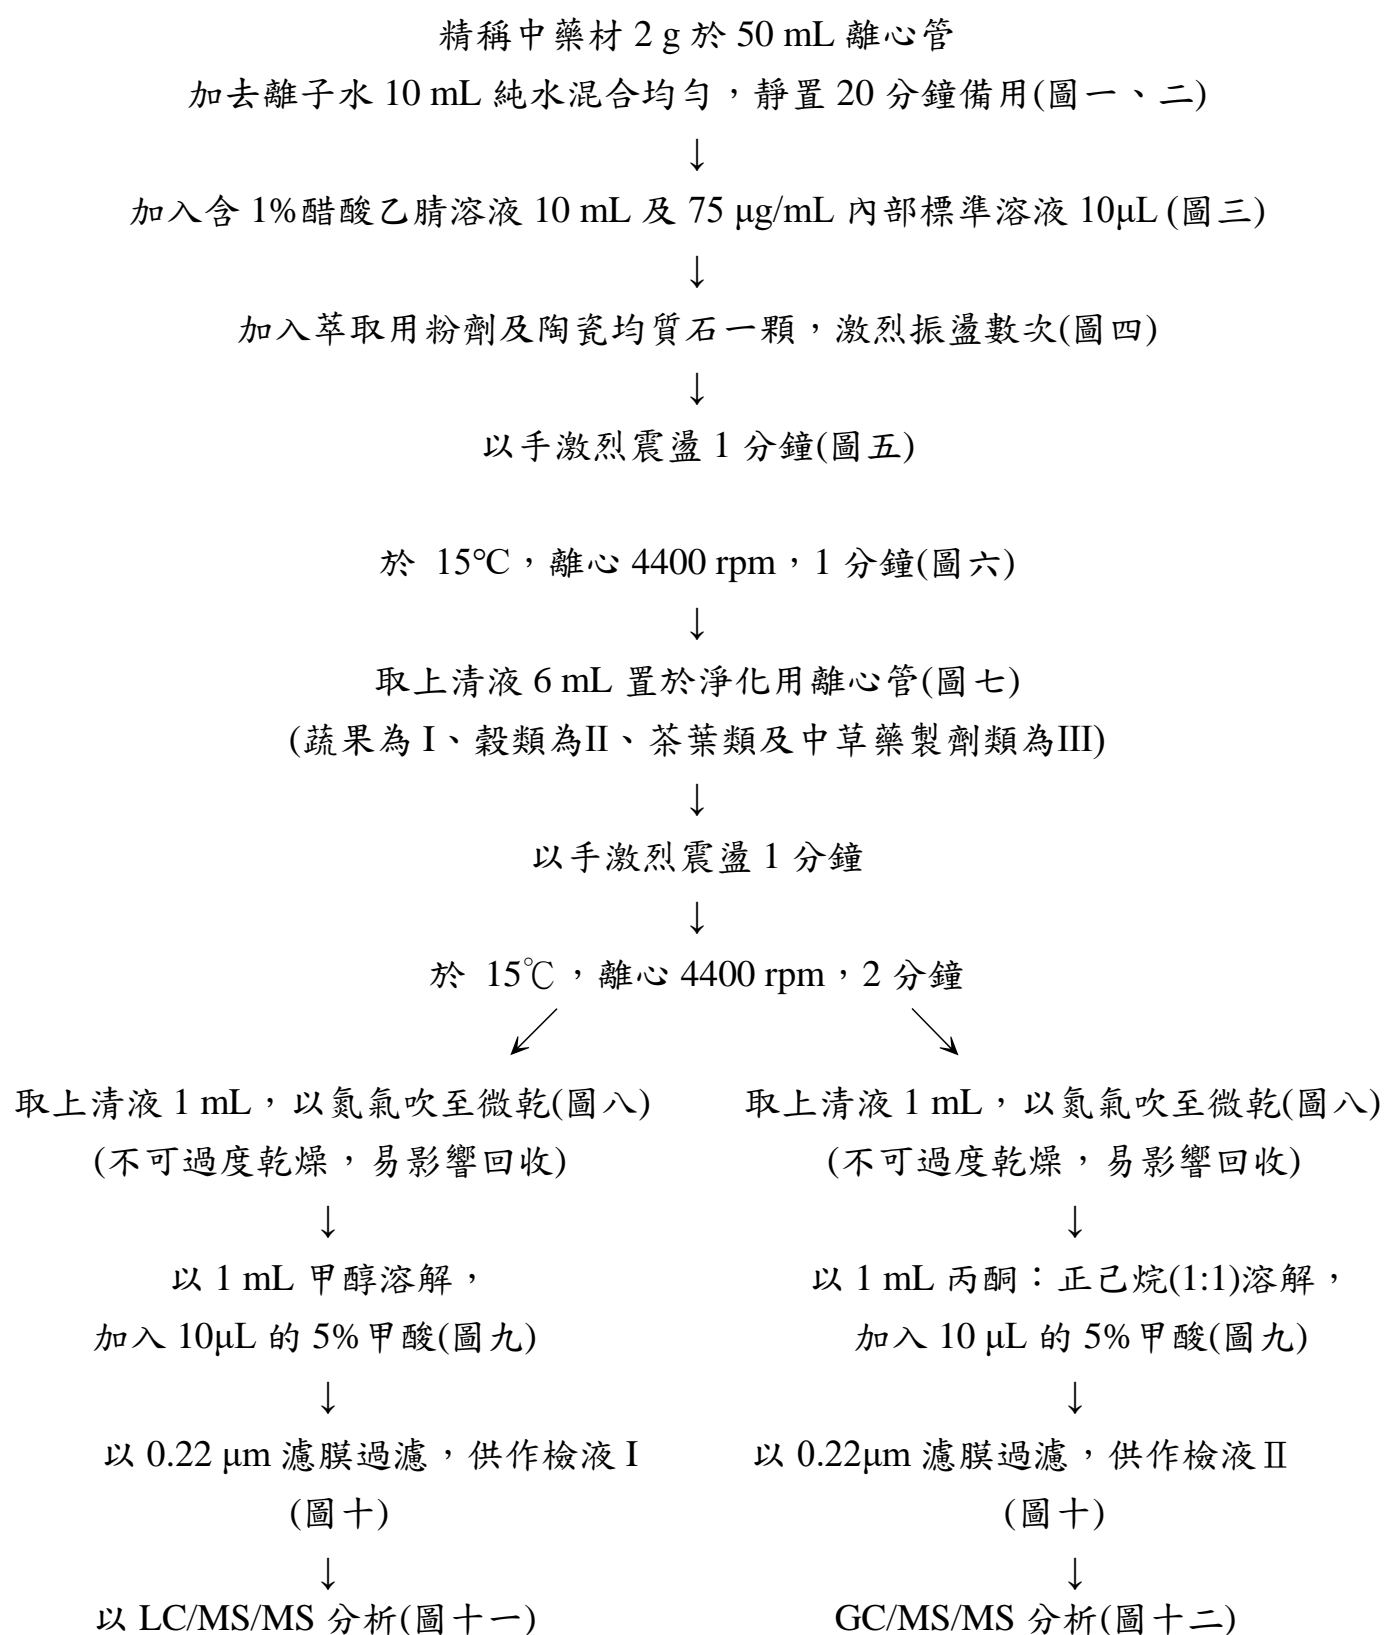 精稱中藥材 2 g 於 50 mL 離心管
加去離子水 10 mL 純水混合均勻，靜置 20 分鐘備用(圖一、二)
↓
加入含 1%醋酸乙腈溶液 10 mL 及 75 μg/mL 內部標準溶液 10μL (圖三)
↓
加入萃取用粉劑及陶瓷均質石一顆，激烈振盪數次(圖四)
↓
以手激烈震盪 1 分鐘(圖五)
於 15°C，離心 4400 rpm，1 分鐘(圖六)
↓
取上清液 6 mL 置於淨化用離心管(圖七)
(蔬果為 I、穀類為II、茶葉類及中草藥製劑類為III)
↓
以手激烈震盪 1 分鐘
↓
於 15℃，離心 4400 rpm，2 分鐘
取上清液 1 mL，以氮氣吹至微乾(圖八)
(不可過度乾燥，易影響回收)
↓
以 1 mL 甲醇溶解，
加入 10μL 的 5%甲酸(圖九)
↓
以 0.22 μm 濾膜過濾，供作檢液 I
(圖十)
↓
以 LC/MS/MS 分析(圖十一)
取上清液 1 mL，以氮氣吹至微乾(圖八)
(不可過度乾燥，易影響回收)
↓
以 1 mL 丙酮：正己烷(1:1)溶解，
加入 10 μL 的 5%甲酸(圖九)
↓
以 0.22μm 濾膜過濾，供作檢液Ⅱ
(圖十)
↓
GC/MS/MS 分析(圖十二)